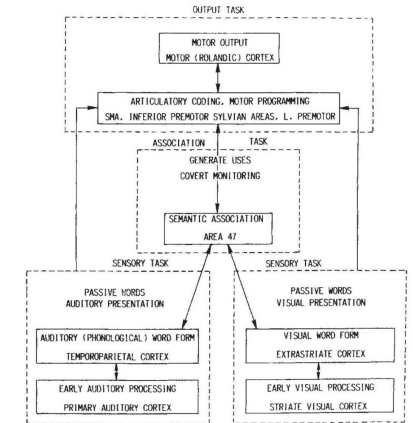 OUTPUT TASK
MOTOR OUTPUT
MOTOR (ROLANDIC) CORTEX
ARTICULATORY CODING, MOTOR PROGRAMMING
SMA, INFERIOR PREMOTOR SYLVIAN AREAS, L. PREMOTOR
ASSOCIATION TASK
GENERATE USES
COVERT MONITORING
SEMANTIC ASSOCIATION
AREA 47
SENSORY TASK
PASSIVE WORDS
AUDITORY PRESENTATION
AUDITORY (PHONOLOGICAL) WORD FORM
TEMPOROPARIETAL CORTEX
EARLY AUDITORY PROCESSING
PRIMARY AUDITORY CORTEX
SENSORY TASK
PASSIVE WORDS
VISUAL PRESENTATION
VISUAL WORD FORM
EXTRASTRIATE CORTEX
EARLY VISUAL PROCESSING
STRIATE VISUAL CORTEX